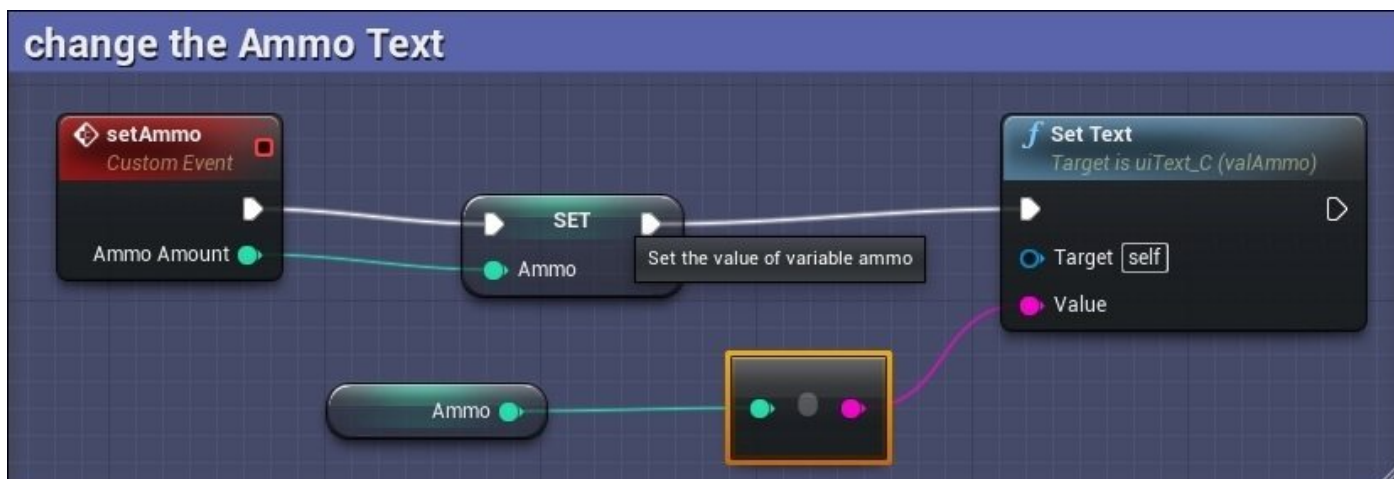 change the Ammo Text
setAmmo
Custom Event
Ammo Amount
SET
Ammo
Set the value of variable ammo
Set Text
Target is uiText_C (valAmmo)
Target self
Value
Ammo